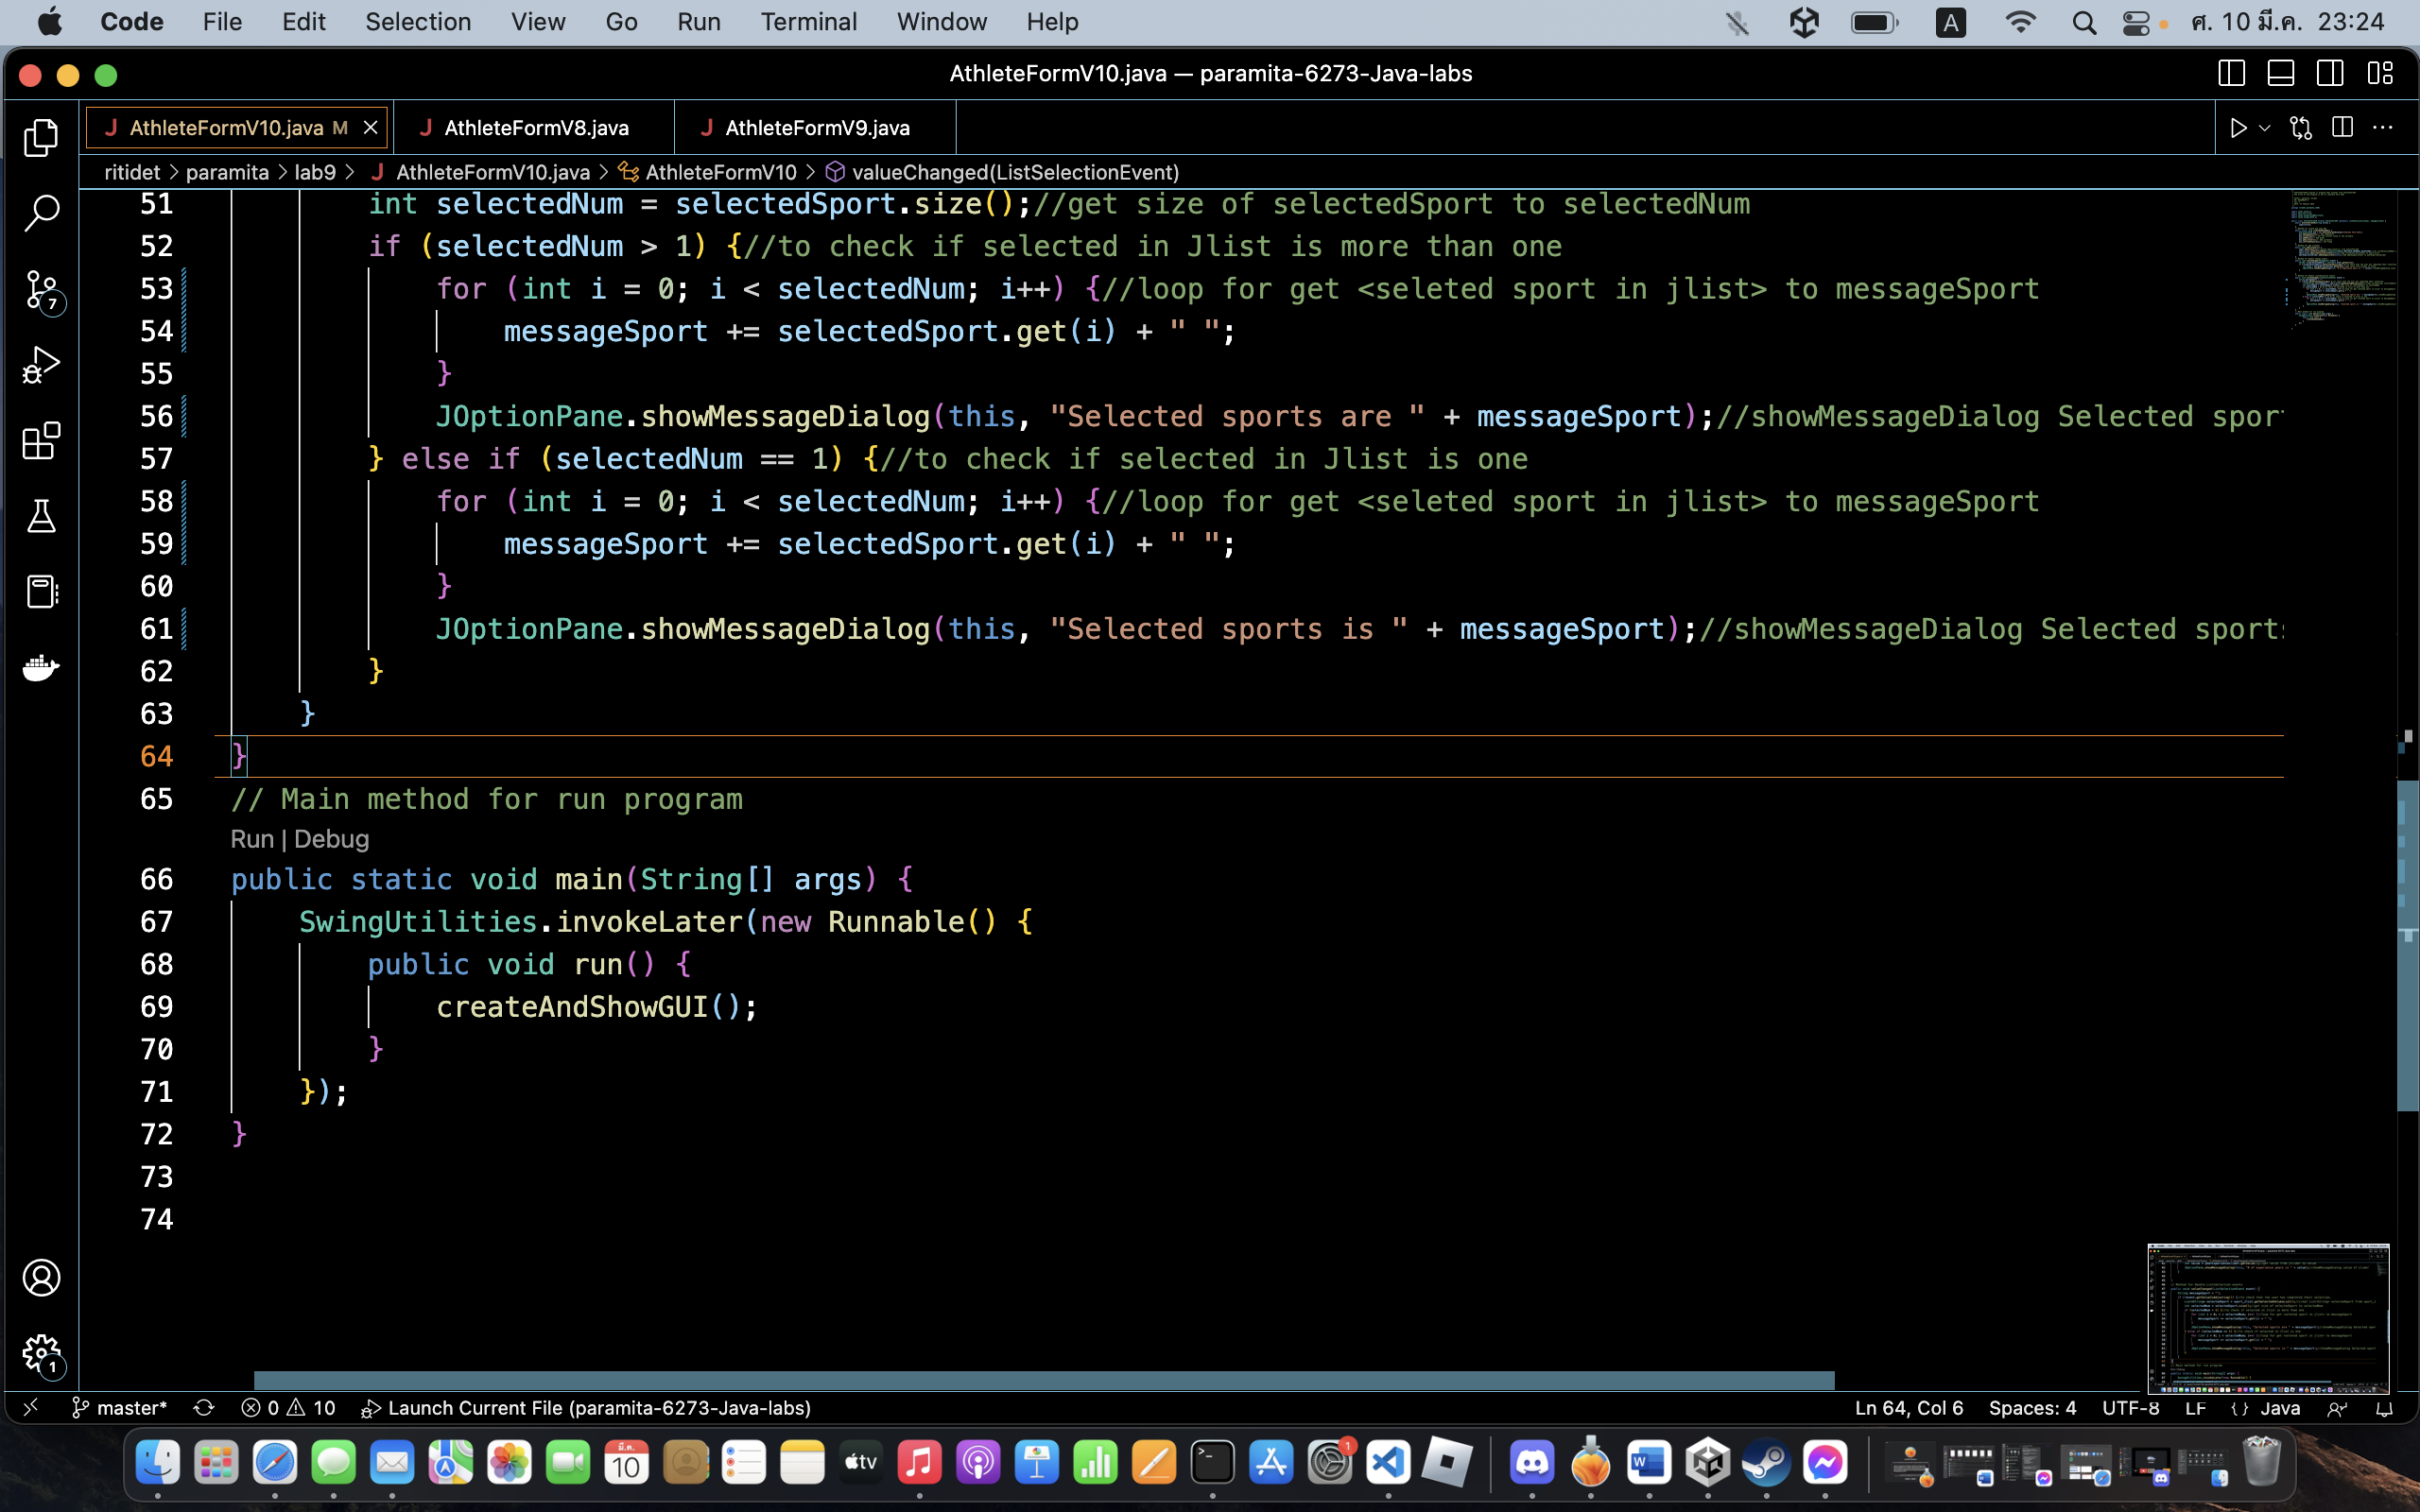 Code File Edit Selection View Go Run Terminal Window Help A ศ. 10 มี.ค. 23:24
AthleteFormV10.java — paramita-6273-Java-labs
J AthleteFormV10.java M J AthleteFormV8.java J AthleteFormV9.java
ritidet > paramita > lab9 > J AthleteFormV10.java > AthleteFormV10 > valueChanged(ListSelectionEvent)
51 int selectedNum = selectedSport.size();//get size of selectedSport to selectedNum
52 if (selectedNum > 1) {//to check if selected in Jlist is more than one
53 for (int i = 0; i < selectedNum; i++) {//loop for get <seleted sport in jlist> to messageSport
54 messageSport += selectedSport.get(i) + " ";
55 }
56 JOptionPane.showMessageDialog(this, "Selected sports are " + messageSport);//showMessageDialog Selected spor
57 } else if (selectedNum == 1) {//to check if selected in Jlist is one
58 for (int i = 0; i < selectedNum; i++) {//loop for get <seleted sport in jlist> to messageSport
59 messageSport += selectedSport.get(i) + " ";
60 }
61 JOptionPane.showMessageDialog(this, "Selected sports is " + messageSport);//showMessageDialog Selected sports
62 }
63 }
64 }
65 // Main method for run program
Run | Debug
66 public static void main(String[] args) {
67 SwingUtilities.invokeLater(new Runnable() {
68 public void run() {
69 createAndShowGUI();
70 }
71 });
72 }
73
74
7
1
master* 0 10 Launch Current File (paramita-6273-Java-labs) Ln 64, Col 6 Spaces: 4 UTF-8 LF {} Java
มี.ค. 10 tv 1 W